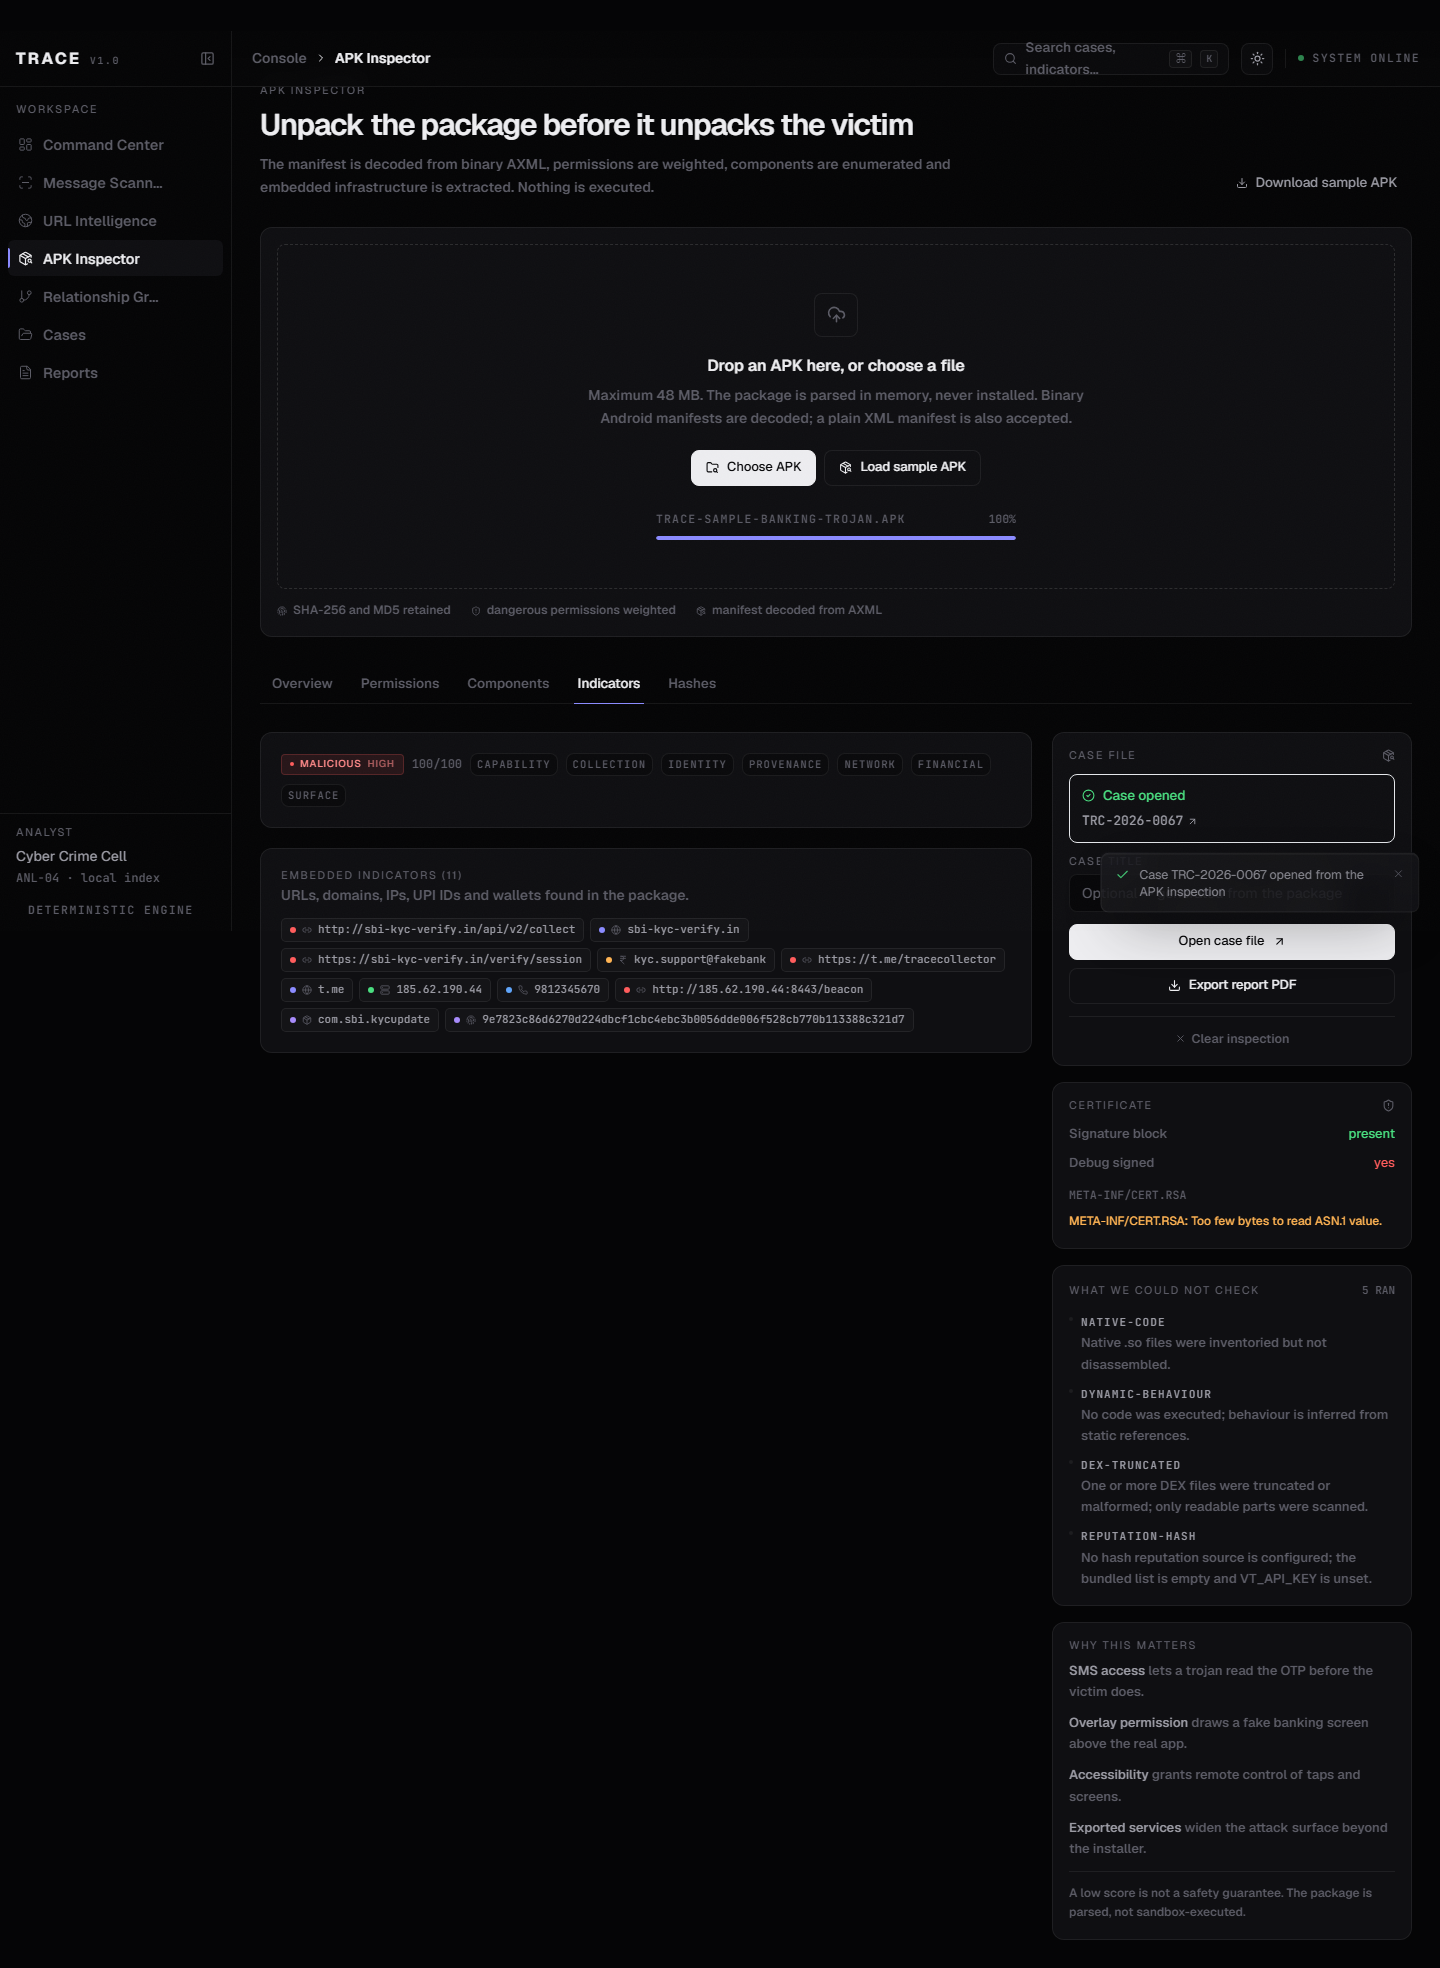 TRACE V1.0
Console > APK Inspector
Search cases, indicators...
⌘ K
SYSTEM ONLINE
WORKSPACE
Command Center
Message Scann...
URL Intelligence
APK Inspector
Relationship Gr...
Cases
Reports
ANALYST
Cyber Crime Cell
ANL-04 · local index
DETERMINISTIC ENGINE
APK INSPECTOR
Unpack the package before it unpacks the victim
The manifest is decoded from binary AXML, permissions are weighted, components are enumerated and
embedded infrastructure is extracted. Nothing is executed.
Download sample APK
Drop an APK here, or choose a file
Maximum 48 MB. The package is parsed in memory, never installed. Binary
Android manifests are decoded; a plain XML manifest is also accepted.
Choose APK
Load sample APK
TRACE-SAMPLE-BANKING-TROJAN.APK 100%
SHA-256 and MD5 retained
dangerous permissions weighted
manifest decoded from AXML
Overview Permissions Components Indicators Hashes
MALICIOUS HIGH 100/100 CAPABILITY COLLECTION IDENTITY PROVENANCE NETWORK FINANCIAL
SURFACE
EMBEDDED INDICATORS (11)
URLs, domains, IPs, UPI IDs and wallets found in the package.
http://sbi-kyc-verify.in/api/v2/collect sbi-kyc-verify.in
https://sbi-kyc-verify.in/verify/session ₹ kyc.support@fakebank https://t.me/tracecollector
t.me 185.62.190.44 9812345670 http://185.62.190.44:8443/beacon
com.sbi.kycupdate 9e7823c86d6270d224dbcf1cbc4ebc3b0056dde006f528cb770b113388c321d7
CASE FILE
Case opened
TRC-2026-0067
CASE TITLE
Case TRC-2026-0067 opened from the
APK inspection
from the package
Open case file
Export report PDF
Clear inspection
CERTIFICATE
Signature block present
Debug signed yes
META-INF/CERT.RSA
META-INF/CERT.RSA: Too few bytes to read ASN.1 value.
WHAT WE COULD NOT CHECK 5 RAN
NATIVE-CODE
Native .so files were inventoried but not
disassembled.
DYNAMIC-BEHAVIOUR
No code was executed; behaviour is inferred from
static references.
DEX-TRUNCATED
One or more DEX files were truncated or
malformed; only readable parts were scanned.
REPUTATION-HASH
No hash reputation source is configured; the
bundled list is empty and VT_API_KEY is unset.
WHY THIS MATTERS
SMS access lets a trojan read the OTP before the
victim does.
Overlay permission draws a fake banking screen
above the real app.
Accessibility grants remote control of taps and
screens.
Exported services widen the attack surface beyond
the installer.
A low score is not a safety guarantee. The package is
parsed, not sandbox-executed.